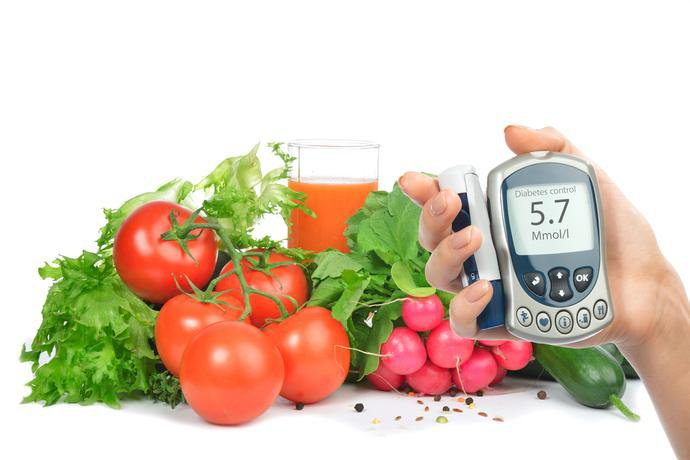 Diabetes control
5.7
Mmol/l
OK